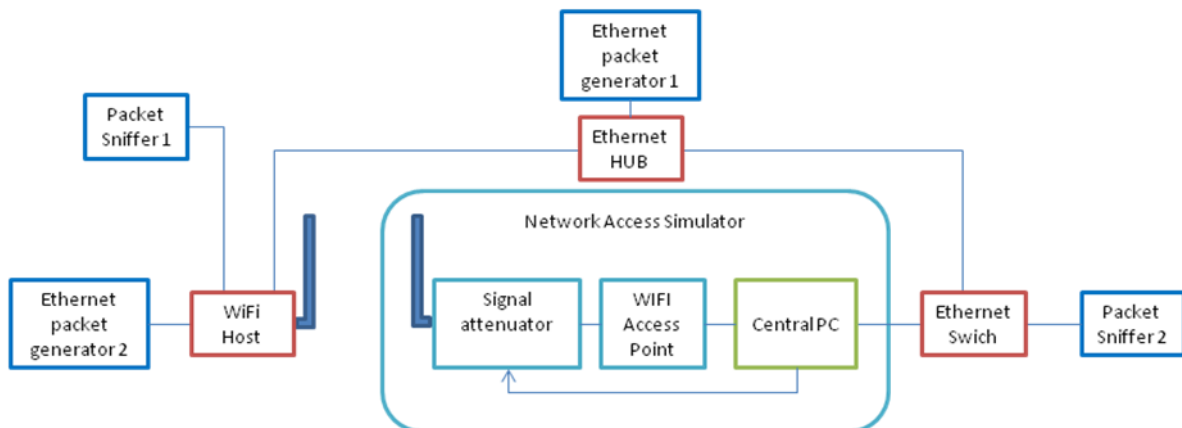 Ethernet
packet
generator 1
Packet
Sniffer 1
Ethernet
HUB
Network Access Simulator
Ethernet
packet
generator 2
WiFi
Host
Signal
attenuator
WIFI
Access
Point
Central PC
Ethernet
Swich
Packet
Sniffer 2